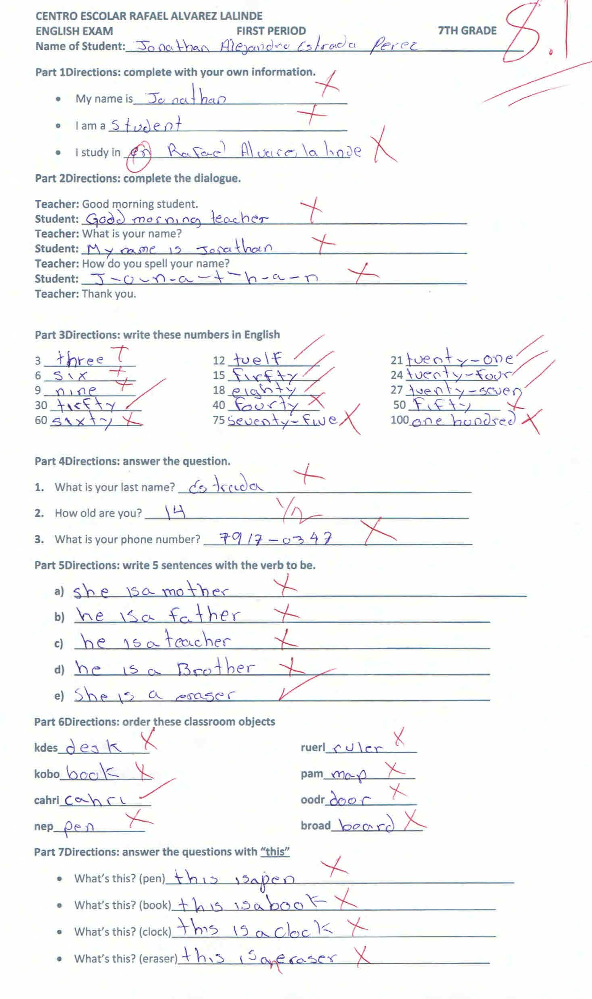 CENTRO ESCOLAR RAFAEL ALVAREZ LALINDE
ENGLISH EXAM FIRST PERIOD 7TH GRADE 8.1
Name of Student: Jonathan Alejandro Estrada Perez
Part 1Directions: complete with your own information.
• My name is Jonathan
• I am a student
• I study in en Rafael Alvares la linde
Part 2Directions: complete the dialogue.
Teacher: Good morning student.
Student: Godd morning teacher
Teacher: What is your name?
Student: My name is Jonathan
Teacher: How do you spell your name?
Student: J-o-n-a-t-h-a-n
Teacher: Thank you.
Part 3Directions: write these numbers in English
3 three 12 tuelf 21 tuenty-one
6 six 15 firfty 24 tuenty-four
9 nine 18 eighty 27 tuenty-seven
30 tirfty 40 fourty 50 fifty
60 sixty 75 seventy-five 100 one hundred
Part 4Directions: answer the question.
1. What is your last name? Estrada
2. How old are you? 14 1/2
3. What is your phone number? 7917-0347
Part 5Directions: write 5 sentences with the verb to be.
a) she is a mother
b) he is a father
c) he is a teacher
d) he is a Brother
e) she is a eraser
Part 6Directions: order these classroom objects
kdes desk ruerl ruler
kobo book pam map
cahri cahri oodr door
nep pen broad board
Part 7Directions: answer the questions with “this”
• What’s this? (pen) this is a pen
• What’s this? (book) this is a book
• What’s this? (clock) this is a clock
• What’s this? (eraser) this is an eraser